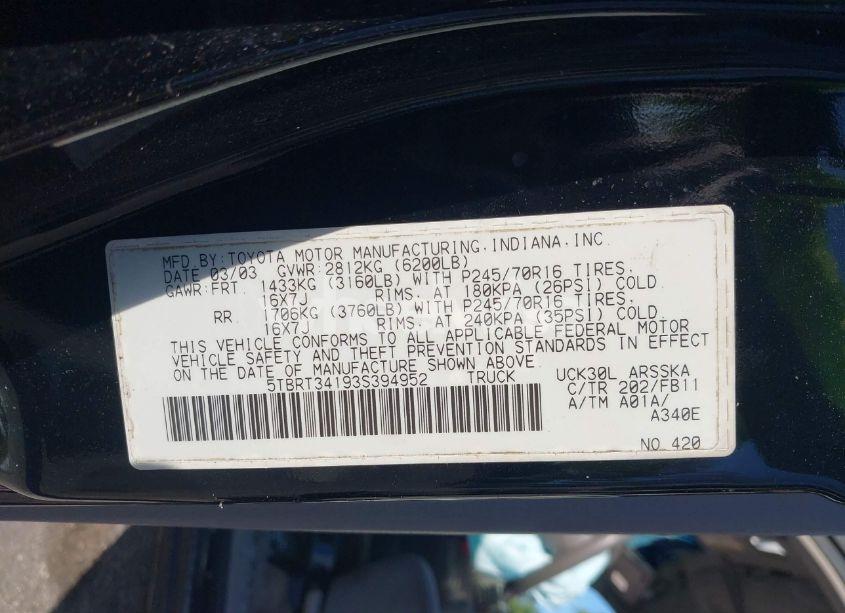 MFD.BY:TOYOTA MOTOR MANUFACTURING,INDIANA,INC.
DATE 03/03 GVWR:2812KG (6200LB)
GAWR:FRT. 1433KG (3160LB) WITH P245/70R16 TIRES,
16X7J RIMS, AT 180KPA (26PSI) COLD.
RR. 1706KG (3760LB) WITH P245/70R16 TIRES,
16X7J RIMS, AT 240KPA (35PSI) COLD.
THIS VEHICLE CONFORMS TO ALL APPLICABLE FEDERAL MOTOR
VEHICLE SAFETY AND THEFT PREVENTION STANDARDS IN EFFECT
ON THE DATE OF MANUFACTURE SHOWN ABOVE.
5TBRT34193S394952 TRUCK
UCK30L ARSSKA
C/TR 202/FB11
A/TM A01A/
A340E
NO.420